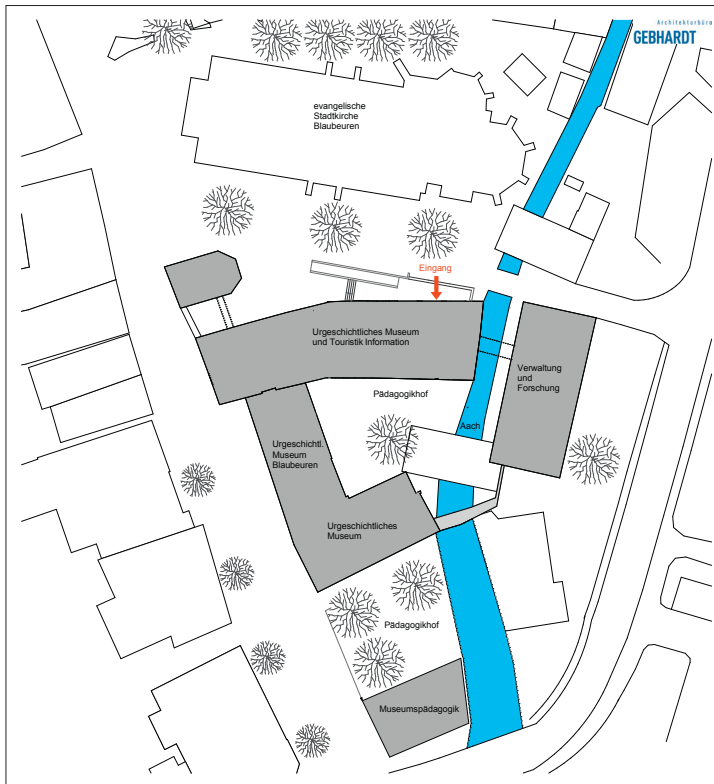 Architekturbüro
GEBHARDT
evangelische
Stadtkirche
Blaubeuren
Eingang
Urgeschichtliches Museum
und Touristik Information
Verwaltung
und
Forschung
Pädagogikhof
Aach
Urgeschichtl.
Museum
Blaubeuren
Urgeschichtliches
Museum
Pädagogikhof
Museumspädagogik